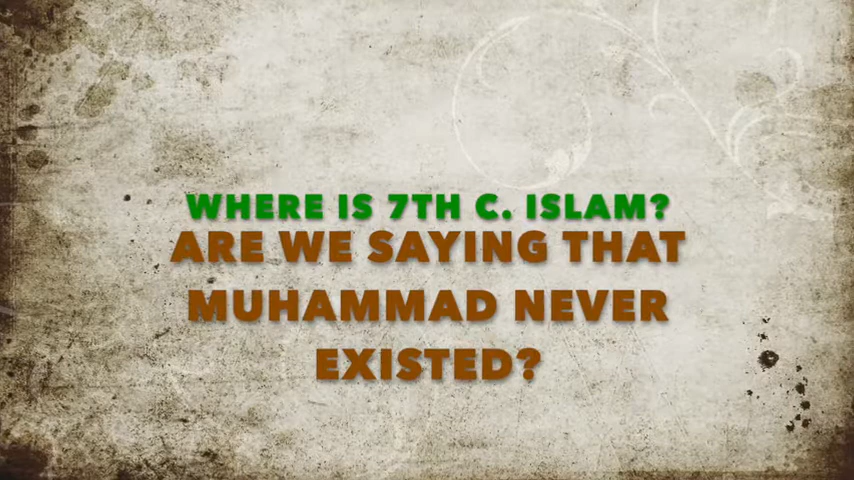 WHERE IS 7TH C. ISLAM?
ARE WE SAYING THAT
MUHAMMAD NEVER
EXISTED?